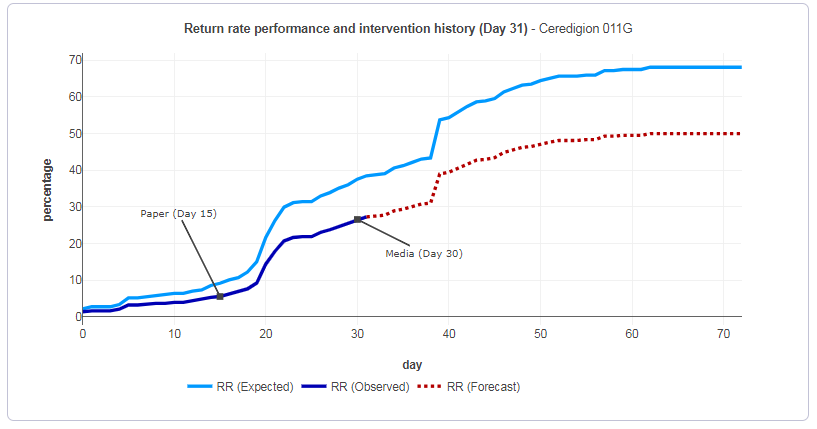 Return rate performance and intervention history (Day 31) - Ceredigion 011G
percentage
70
60
50
40
30
20
10
0
Paper (Day 15)
Media (Day 30)
0 10 20 30 40 50 60 70
day
RR (Expected) RR (Observed) RR (Forecast)